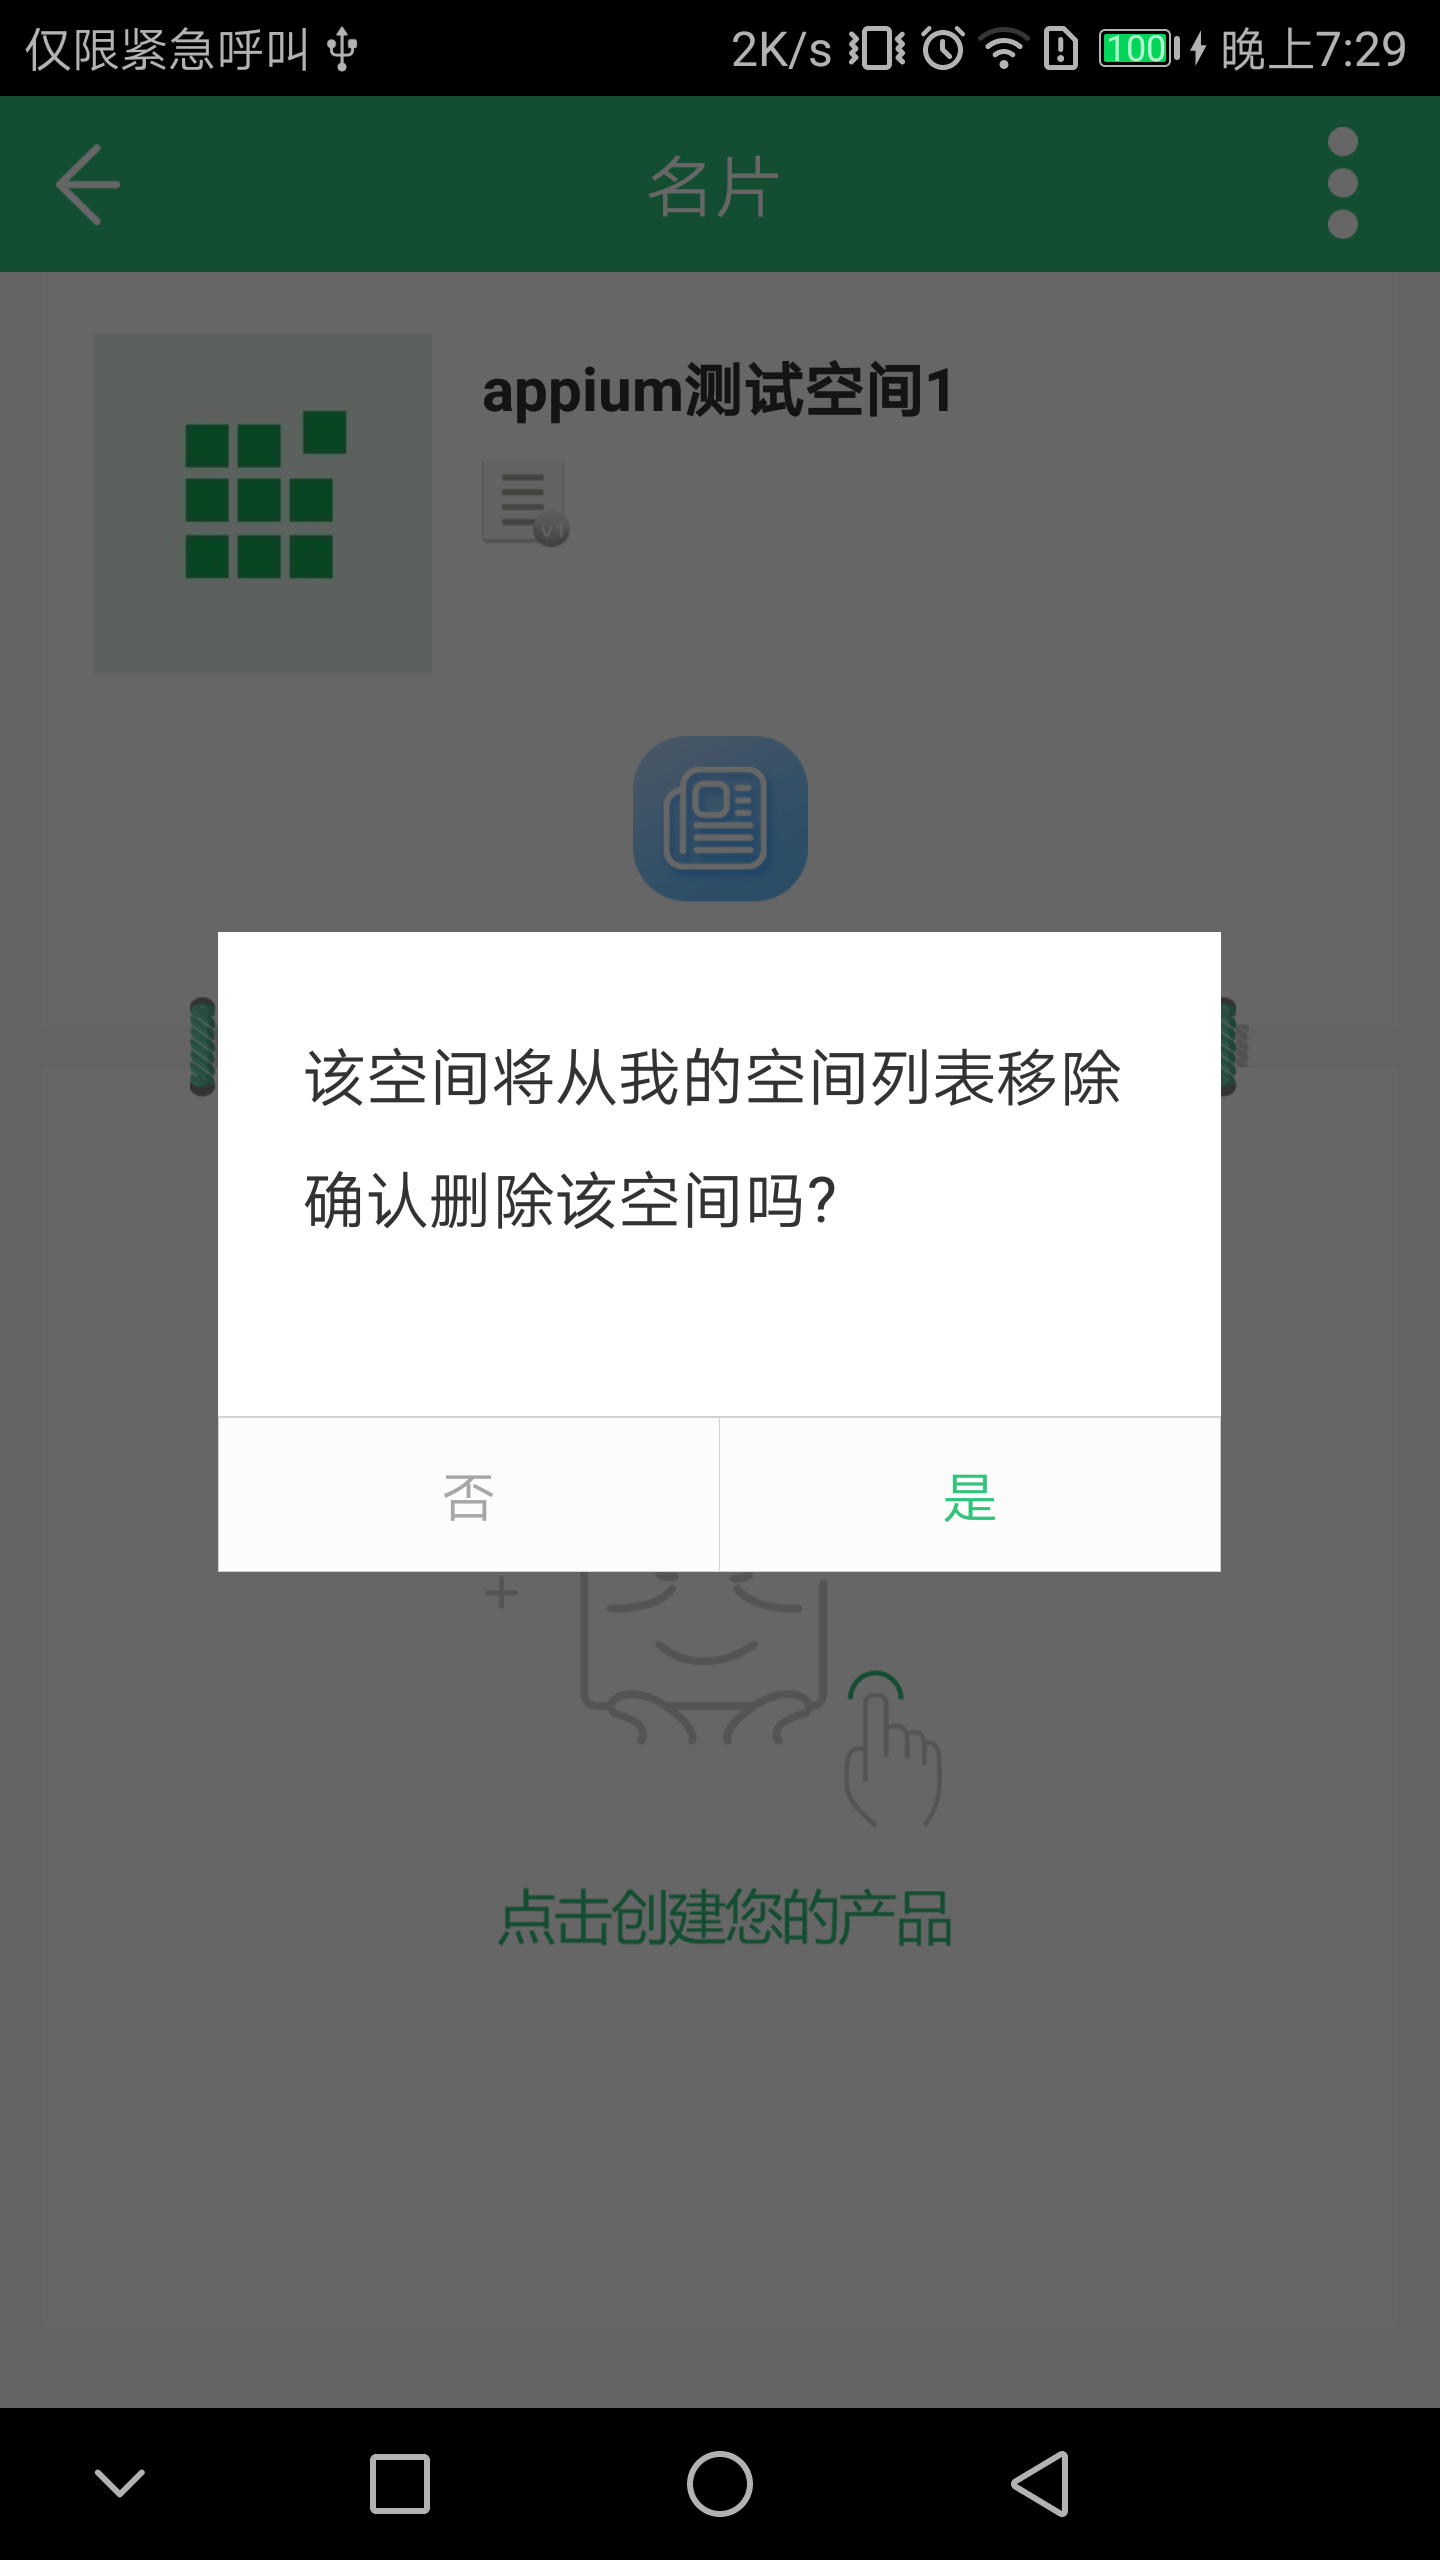 仅限紧急呼叫 2K/s 100 晚上7:29
名片
appium测试空间1
v1
该空间将从我的空间列表移除
确认删除该空间吗?
否 是
点击创建您的产品